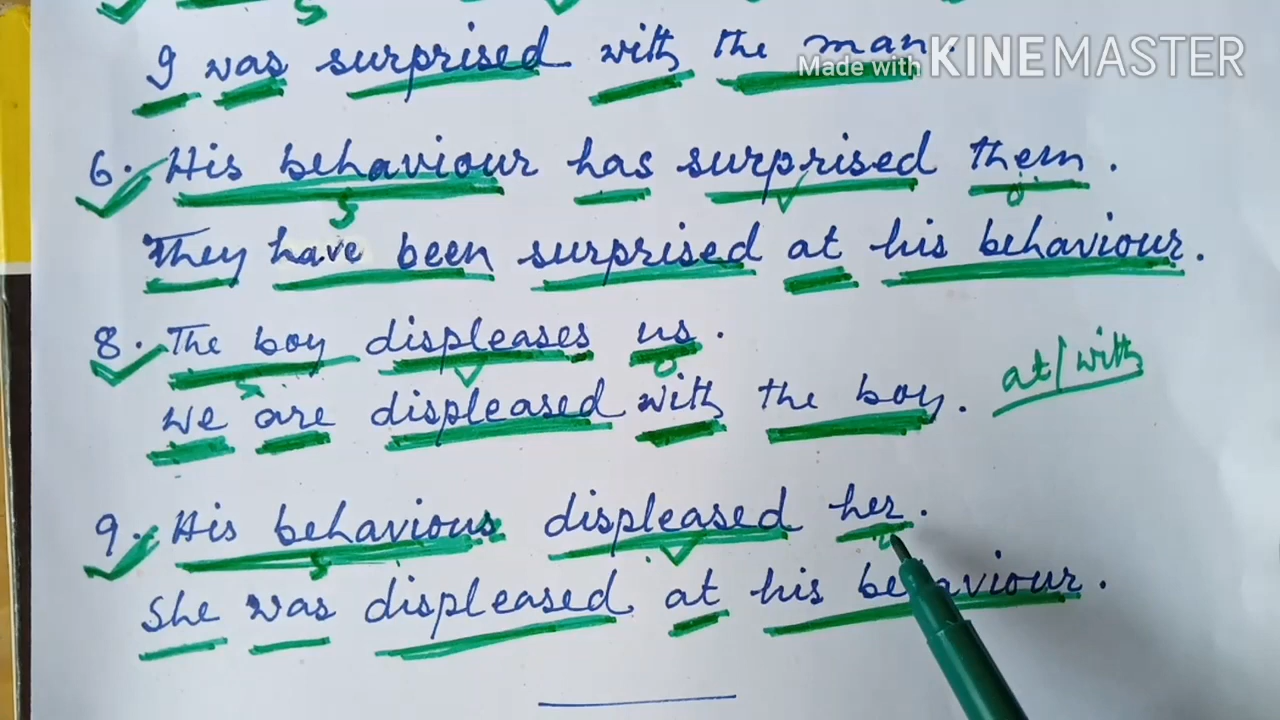 I was surprised with the man.
Made with KINEMASTER
6. His behaviour has surprised them.
S V O
They have been surprised at his behaviour.
8. The boy displeases us.
S V O
at/with
We are displeased with the boy.
9. His behaviour displeased her.
S V
She was displeased at his behaviour.